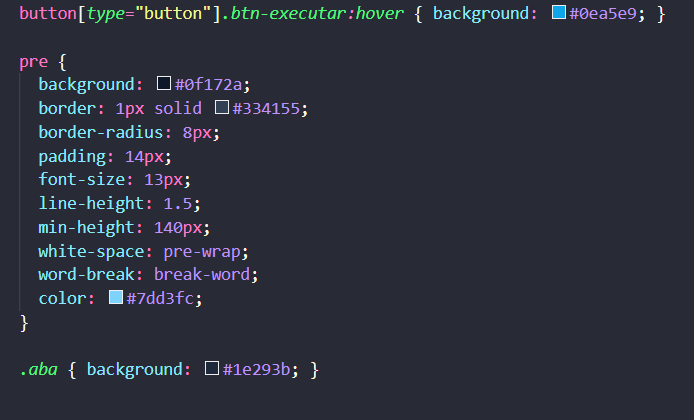 button[type="button"].btn-executar:hover { background: #0ea5e9; }
pre {
background: #0f172a;
border: 1px solid #334155;
border-radius: 8px;
padding: 14px;
font-size: 13px;
line-height: 1.5;
min-height: 140px;
white-space: pre-wrap;
word-break: break-word;
color: #7dd3fc;
}
.aba { background: #1e293b; }